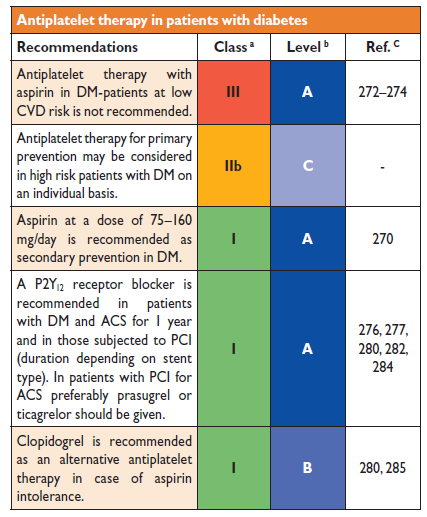 Antiplatelet therapy in patients with diabetes
Recommendations Class a Level b Ref. C
Antiplatelet therapy with
aspirin in DM-patients at low
CVD risk is not recommended.
III A 272–274
Antiplatelet therapy for primary
prevention may be considered
in high risk patients with DM on
an individual basis.
IIb C -
Aspirin at a dose of 75–160
mg/day is recommended as
secondary prevention in DM.
I A 270
A P2Y12 receptor blocker is
recommended in patients
with DM and ACS for 1 year
and in those subjected to PCI
(duration depending on stent
type). In patients with PCI for
ACS preferably prasugrel or
ticagrelor should be given.
I A 276, 277,
280, 282,
284
Clopidogrel is recommended
as an alternative antiplatelet
therapy in case of aspirin
intolerance.
I B 280, 285